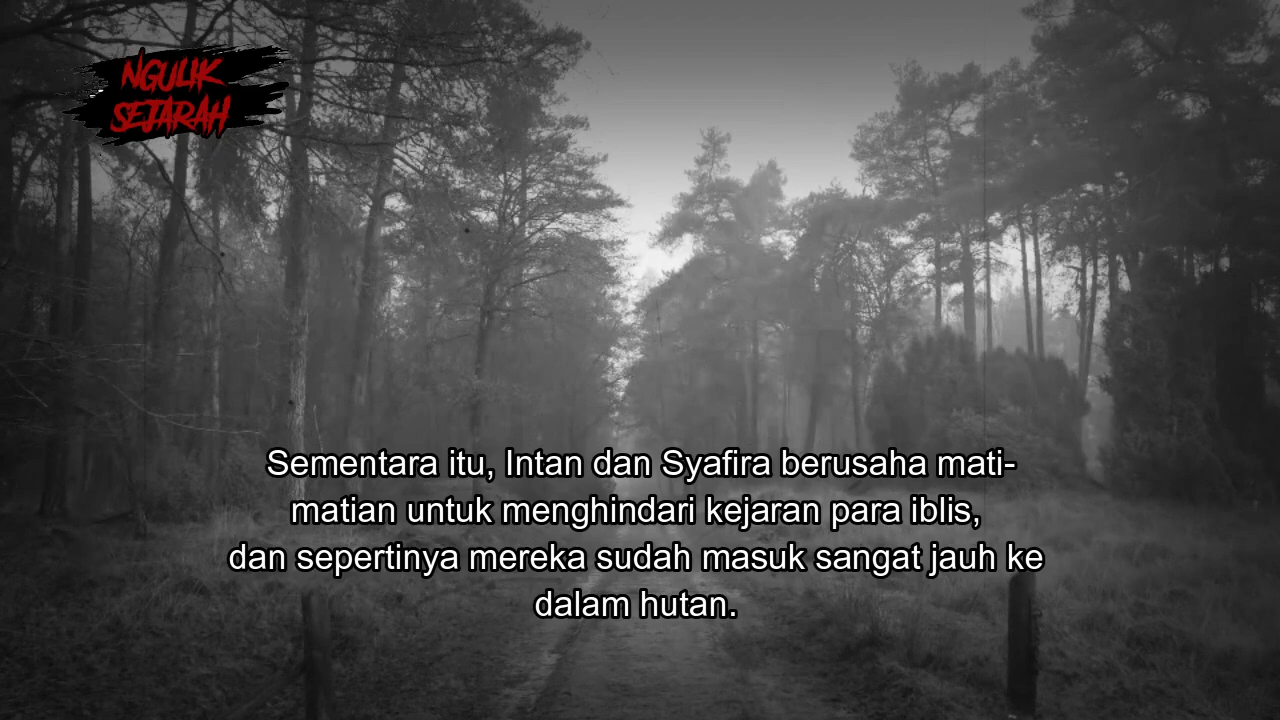 NGULIK
SEJARAH
Sementara itu, Intan dan Syafira berusaha mati-
matian untuk menghindari kejaran para iblis,
dan sepertinya mereka sudah masuk sangat jauh ke
dalam hutan.